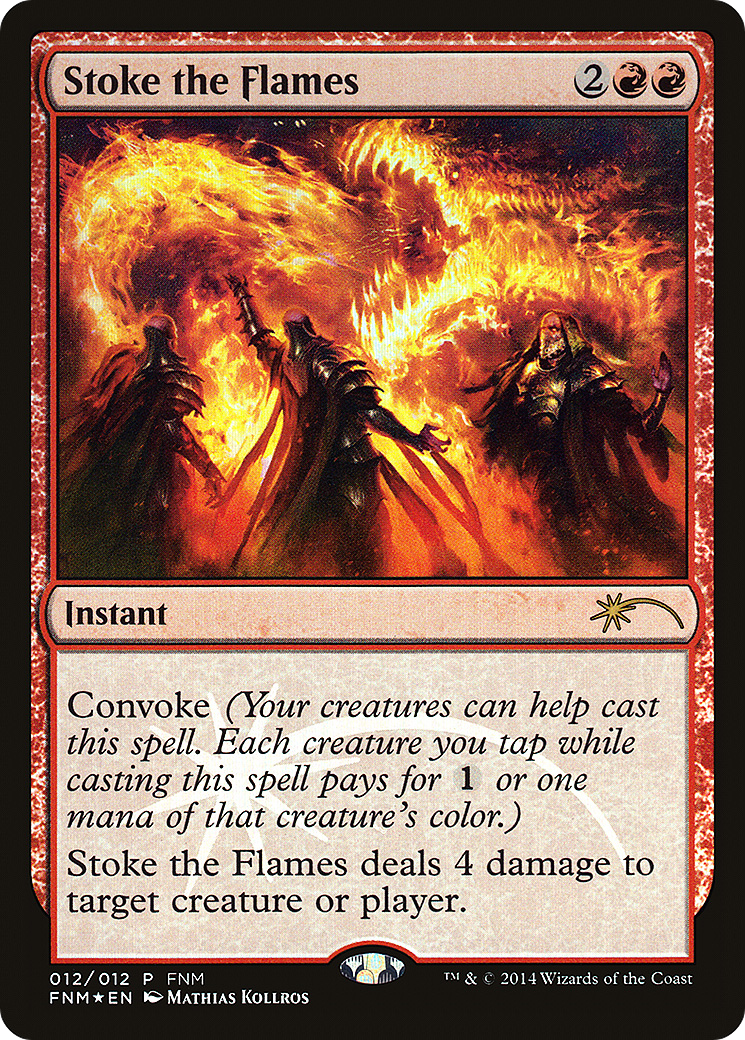 Stoke the Flames
2
Instant
Convoke (Your creatures can help cast
this spell. Each creature you tap while
casting this spell pays for 1 or one
mana of that creature's color.)
Stoke the Flames deals 4 damage to
target creature or player.
012/012 P FNM
FNM★EN Mathias Kollros
™ & © 2014 Wizards of the Coast